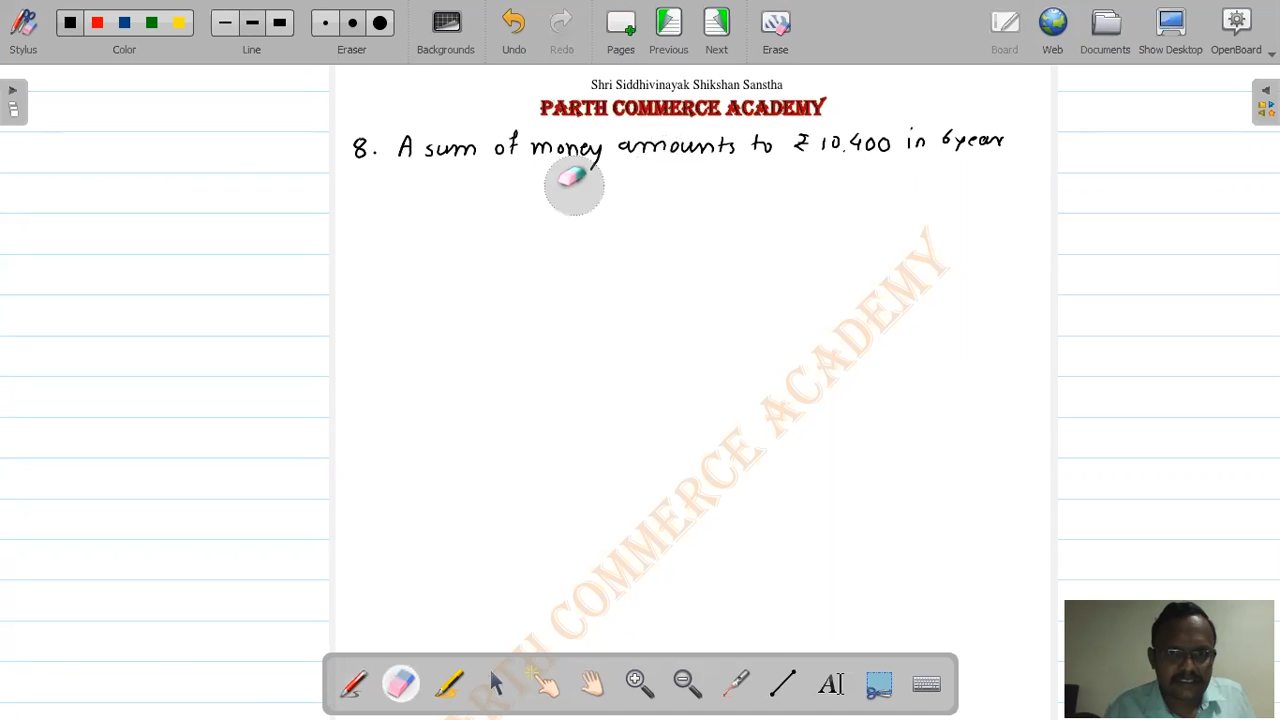 Stylus
Color
Line
Eraser
Backgrounds
Undo
Redo
Pages
Previous
Next
Erase
Board
Web
Documents
Show Desktop
OpenBoard
Shri Siddhivinayak Shikshan Sanstha
PARTH COMMERCE ACADEMY
8. A sum of money amounts to ₹ 10,400 in 6 year
PARTH COMMERCE ACADEMY